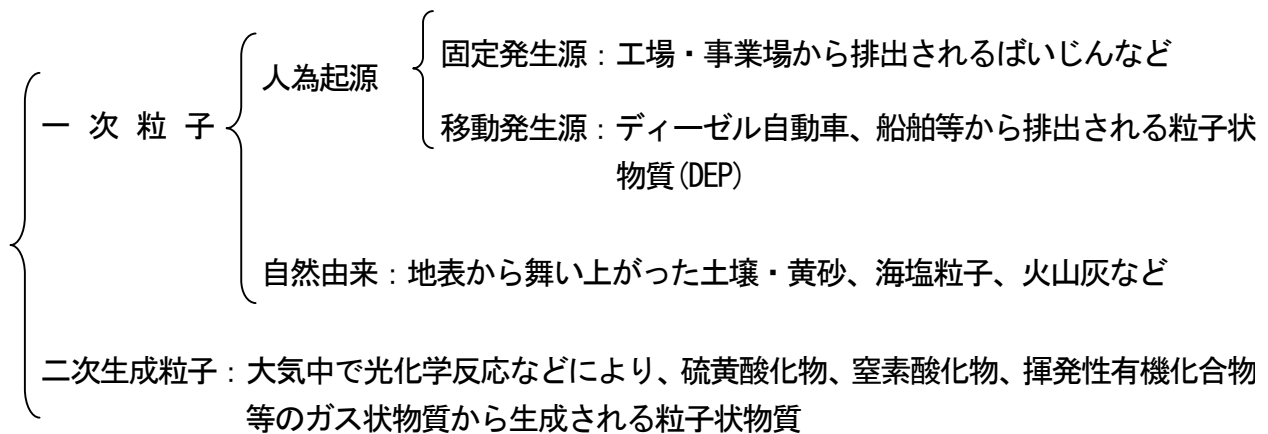 固定発生源：工場・事業場から排出されるばいじんなど
人為起源
一 次 粒 子
移動発生源：ディーゼル自動車、船舶等から排出される粒子状
物質(DEP)
自然由来：地表から舞い上がった土壌・黄砂、海塩粒子、火山灰など
二次生成粒子：大気中で光化学反応などにより、硫黄酸化物、窒素酸化物、揮発性有機化合物
等のガス状物質から生成される粒子状物質